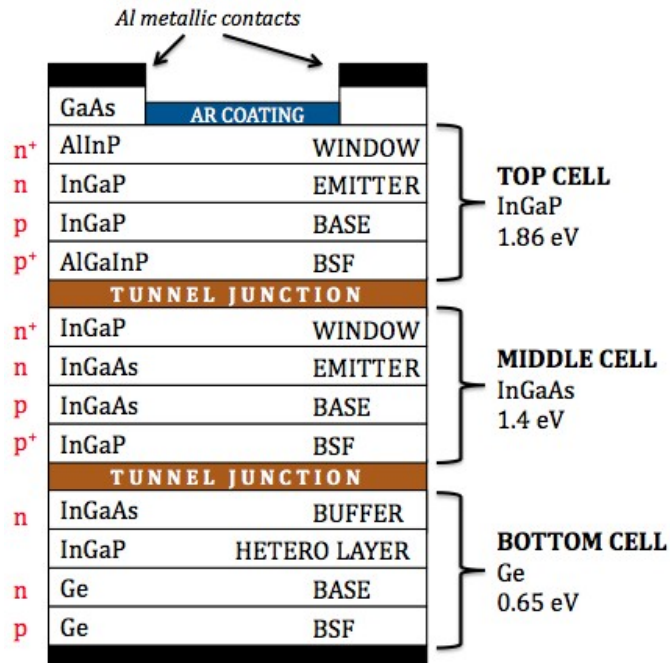 Al metallic contacts
GaAs
AR COATING
n+ AlInP WINDOW
n InGaP EMITTER
p InGaP BASE
p+ AlGaInP BSF
TOP CELL
InGaP
1.86 eV
TUNNEL JUNCTION
n+ InGaP WINDOW
n InGaAs EMITTER
p InGaAs BASE
p+ InGaP BSF
MIDDLE CELL
InGaAs
1.4 eV
TUNNEL JUNCTION
n InGaAs BUFFER
InGaP HETERO LAYER
n Ge BASE
p Ge BSF
BOTTOM CELL
Ge
0.65 eV